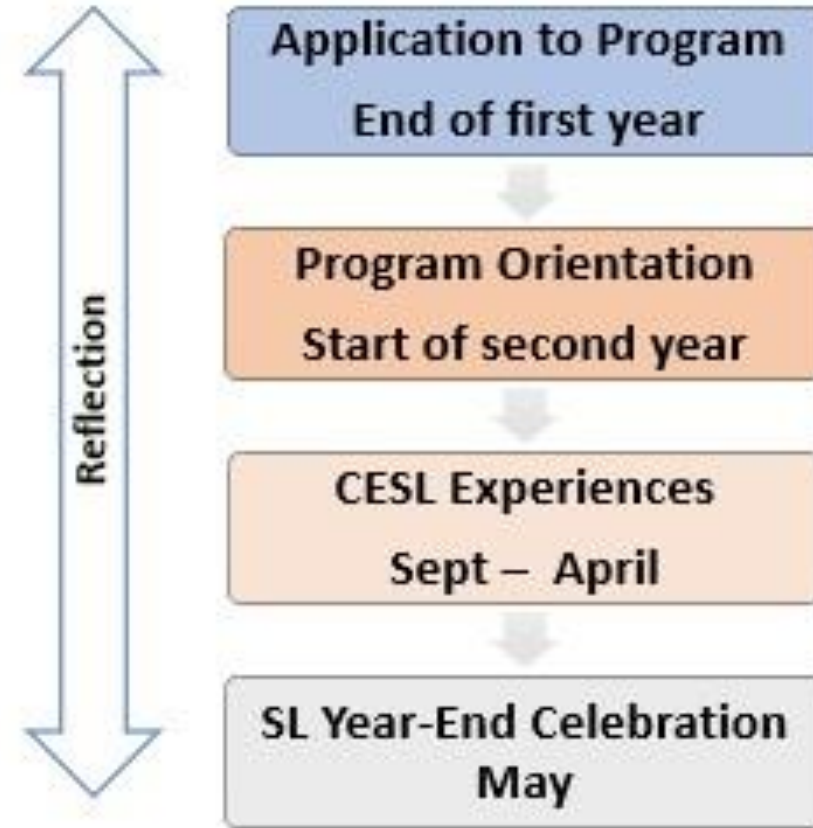 Application to Program
End of first year
Program Orientation
Start of second year
CESL Experiences
Sept – April
SL Year-End Celebration
May
Reflection